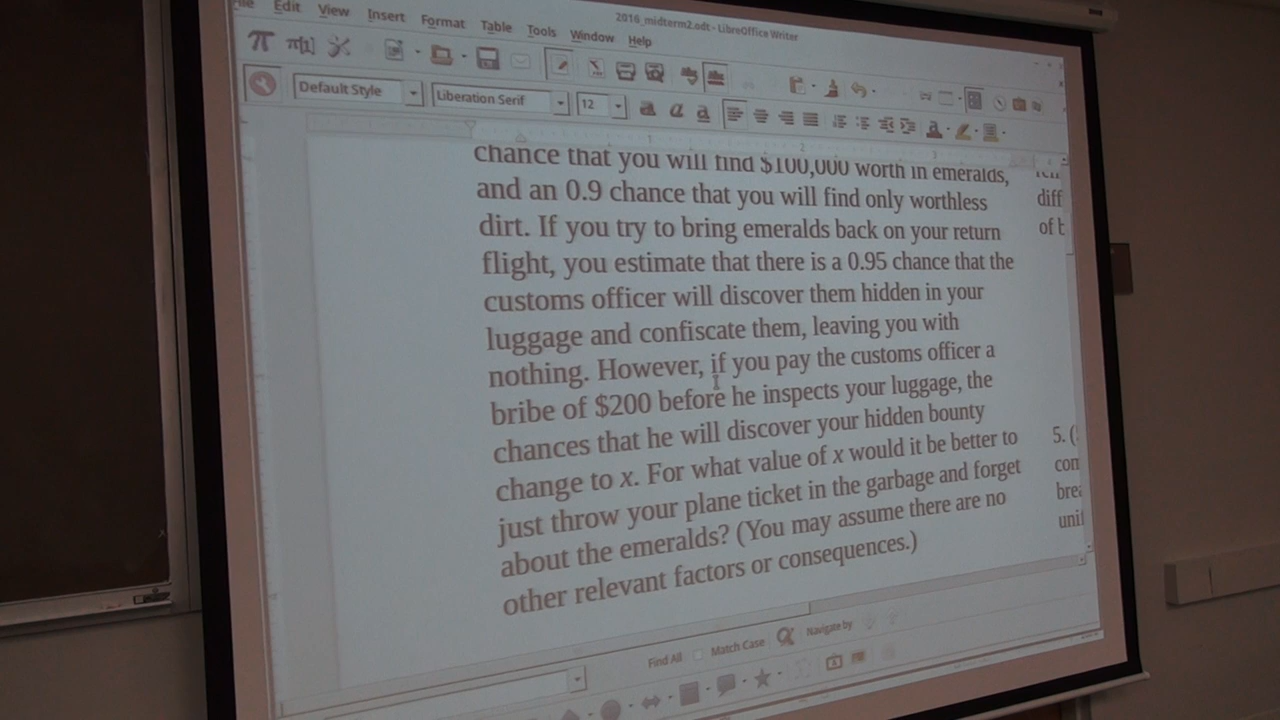 Edit View Insert Format Table Tools Window Help
2016_midterm2.odt - LibreOffice Writer
Default Style
Liberation Serif
12
chance that you will find $100,000 worth in emeralds,
and an 0.9 chance that you will find only worthless
dirt. If you try to bring emeralds back on your return
flight, you estimate that there is a 0.95 chance that the
customs officer will discover them hidden in your
luggage and confiscate them, leaving you with
nothing. However, if you pay the customs officer a
bribe of $200 before he inspects your luggage, the
chances that he will discover your hidden bounty
change to x. For what value of x would it be better to
just throw your plane ticket in the garbage and forget
about the emeralds? (You may assume there are no
other relevant factors or consequences.)
diff
of b
5. (
com
brea
unit
Find All Match Case Navigate by